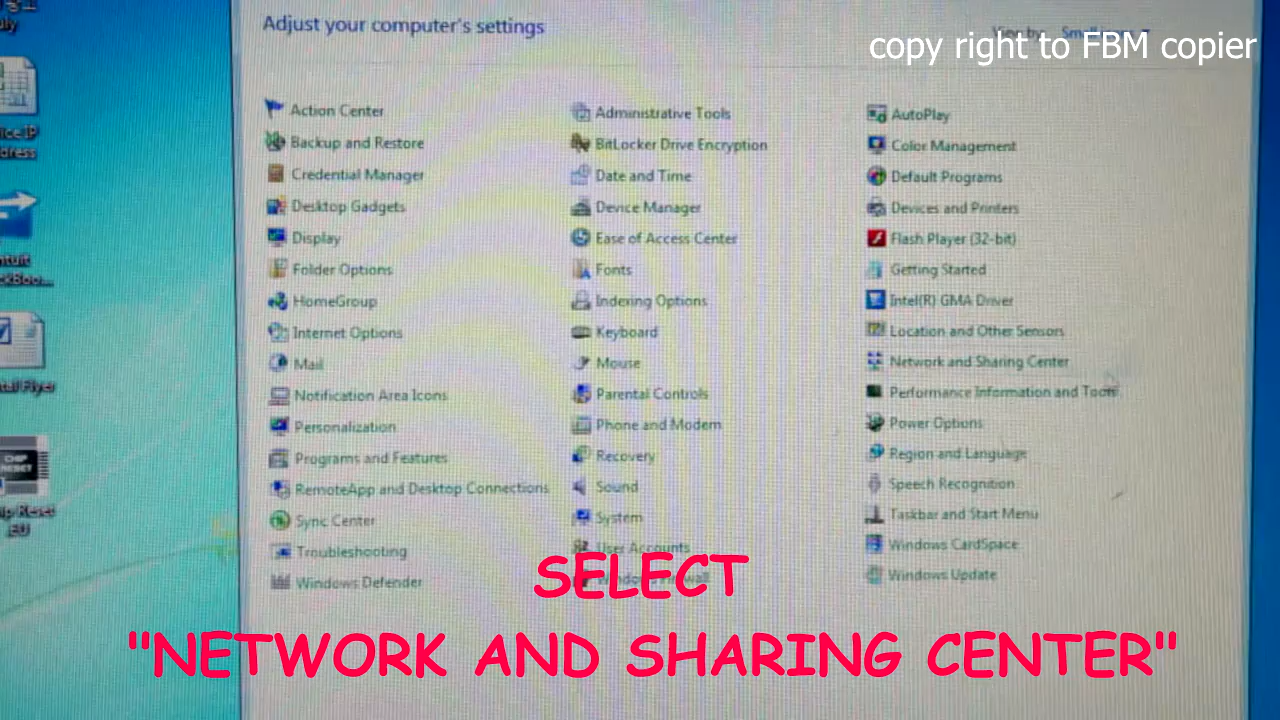 Adjust your computer's settings
View by: Small icons
copy right to FBM copier
Action Center
Backup and Restore
Credential Manager
Desktop Gadgets
Display
Folder Options
HomeGroup
Internet Options
Mail
Notification Area Icons
Personalization
Programs and Features
RemoteApp and Desktop Connections
Sync Center
Troubleshooting
Windows Defender
Administrative Tools
BitLocker Drive Encryption
Date and Time
Device Manager
Ease of Access Center
Fonts
Indexing Options
Keyboard
Mouse
Parental Controls
Phone and Modem
Recovery
Sound
System
User Accounts
Windows Firewall
AutoPlay
Color Management
Default Programs
Devices and Printers
Flash Player (32-bit)
Getting Started
Intel(R) GMA Driver
Location and Other Sensors
Network and Sharing Center
Performance Information and Tools
Power Options
Region and Language
Speech Recognition
Taskbar and Start Menu
Windows CardSpace
Windows Update
SELECT
"NETWORK AND SHARING CENTER"